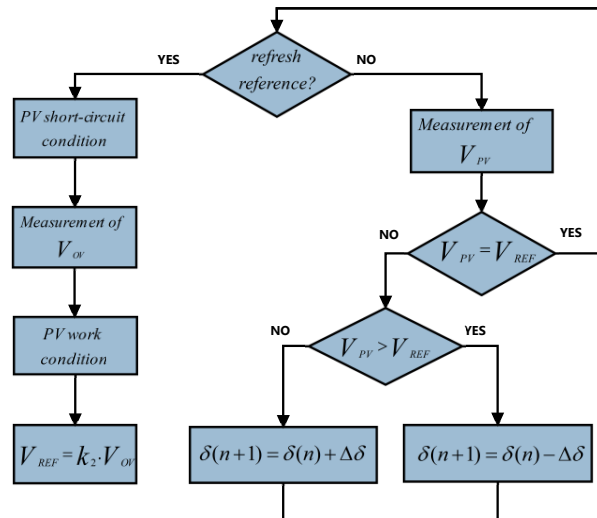 refresh
reference?
YES
NO
PV short-circuit
condition
Measurement of
V_PV
Measurement of
V_OV
V_PV = V_REF
NO
YES
PV work
condition
V_PV > V_REF
NO
YES
V_REF = k_2 · V_OV
δ(n+1) = δ(n) + Δδ
δ(n+1) = δ(n) − Δδ